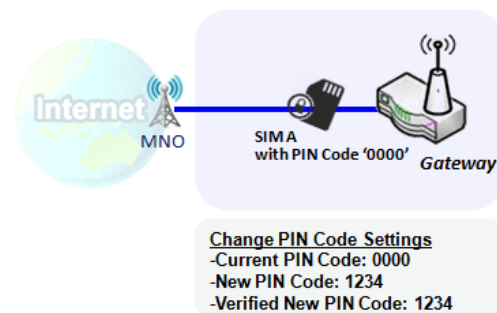 Internet
MNO
SIM A
with PIN Code ‘0000’
Gateway
Change PIN Code Settings
-Current PIN Code: 0000
-New PIN Code: 1234
-Verified New PIN Code: 1234